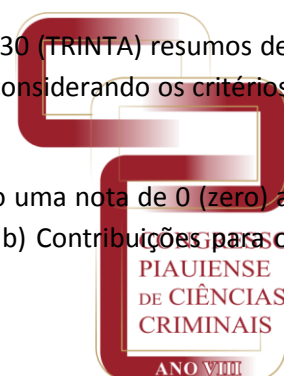 30 (TRINTA) resumos de
onsiderando os critérios
uma nota de 0 (zero) a
b) Contribuições para o
CONGRESSO
PIAUIENSE
DE CIÊNCIAS
CRIMINAIS
ANO VIII